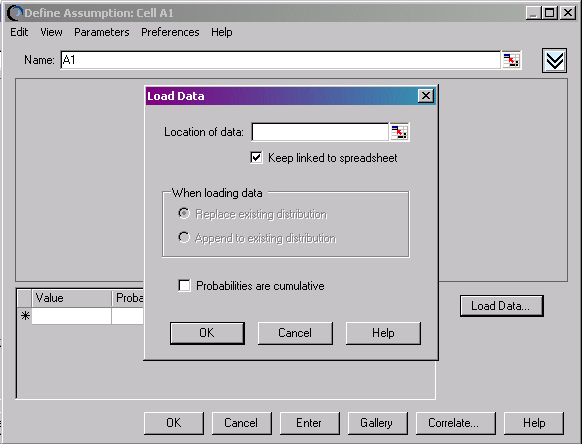 Define Assumption: Cell A1
Edit View Parameters Preferences Help
Name: A1
Load Data
Location of data:
Keep linked to spreadsheet
When loading data
Replace existing distribution
Append to existing distribution
Probabilities are cumulative
OK Cancel Help
Value Proba
Load Data...
OK Cancel Enter Gallery Correlate... Help